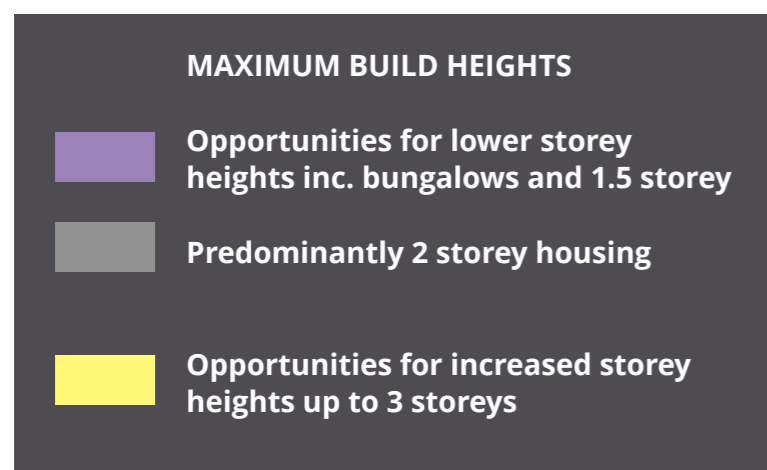 MAXIMUM BUILD HEIGHTS
Opportunities for lower storey
heights inc. bungalows and 1.5 storey
Predominantly 2 storey housing
Opportunities for increased storey
heights up to 3 storeys